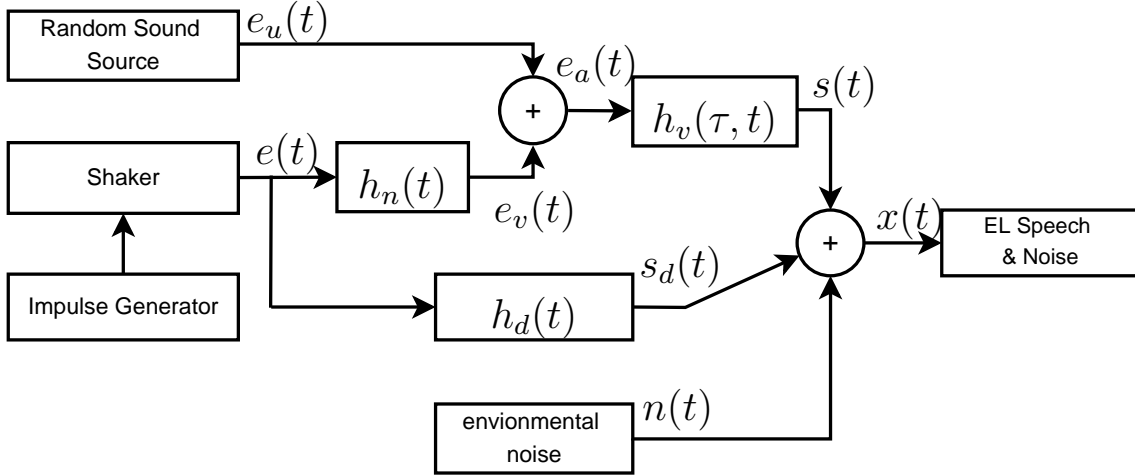 Random Sound
Source
e_u(t)
e_a(t)
+
h_v(τ, t)
s(t)
Shaker
e(t)
h_n(t)
e_v(t)
+
x(t)
EL Speech
& Noise
Impulse Generator
h_d(t)
s_d(t)
envionmental
noise
n(t)